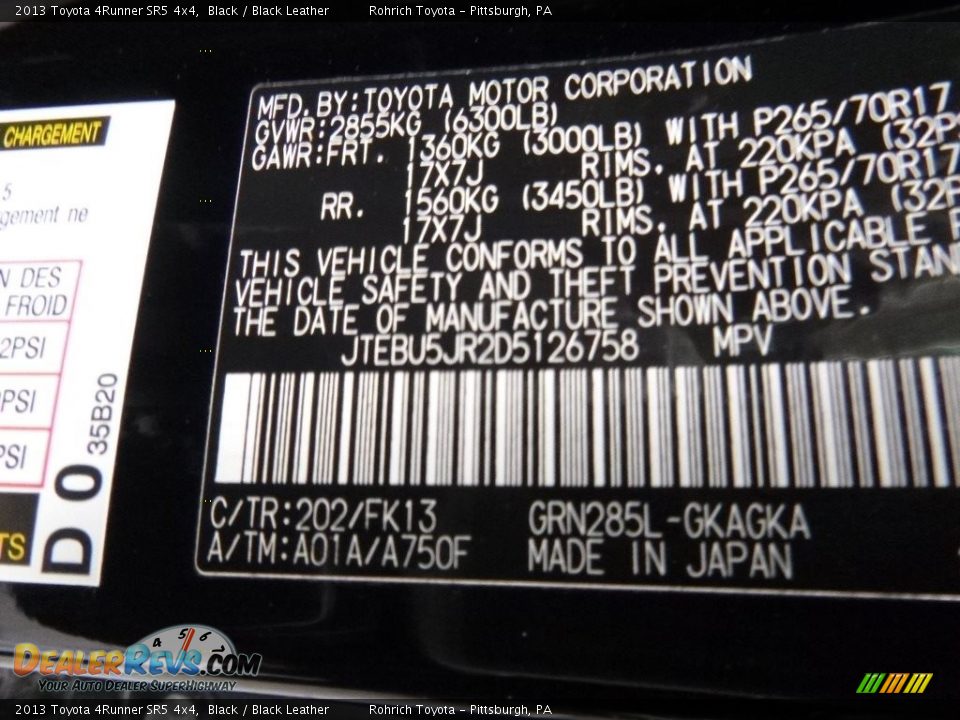 2013 Toyota 4Runner SR5 4x4, Black / Black Leather Rohrich Toyota - Pittsburgh, PA
CHARGEMENT
5
gement ne
N DES
FROID
2PSI
PSI
PSI
TS
D0
35B20
MFD. BY: TOYOTA MOTOR CORPORATION
GVWR: 2855KG (6300LB)
GAWR: FRT. 1360KG (3000LB) WITH P265/70R17
17X7J RIMS. AT 220KPA (32P
RR. 1560KG (3450LB) WITH P265/70R17
17X7J RIMS. AT 220KPA (32P
THIS VEHICLE CONFORMS TO ALL APPLICABLE F
VEHICLE SAFETY AND THEFT PREVENTION STAN
THE DATE OF MANUFACTURE SHOWN ABOVE.
JTEBU5JR2D5126758 MPV
C/TR: 202/FK13 GRN285L-GKAGKA
A/TM: A01A/A750F MADE IN JAPAN
4 5 6
DEALERREVS.COM
YOUR AUTO DEALER SUPERHIGHWAY
2013 Toyota 4Runner SR5 4x4, Black / Black Leather Rohrich Toyota - Pittsburgh, PA